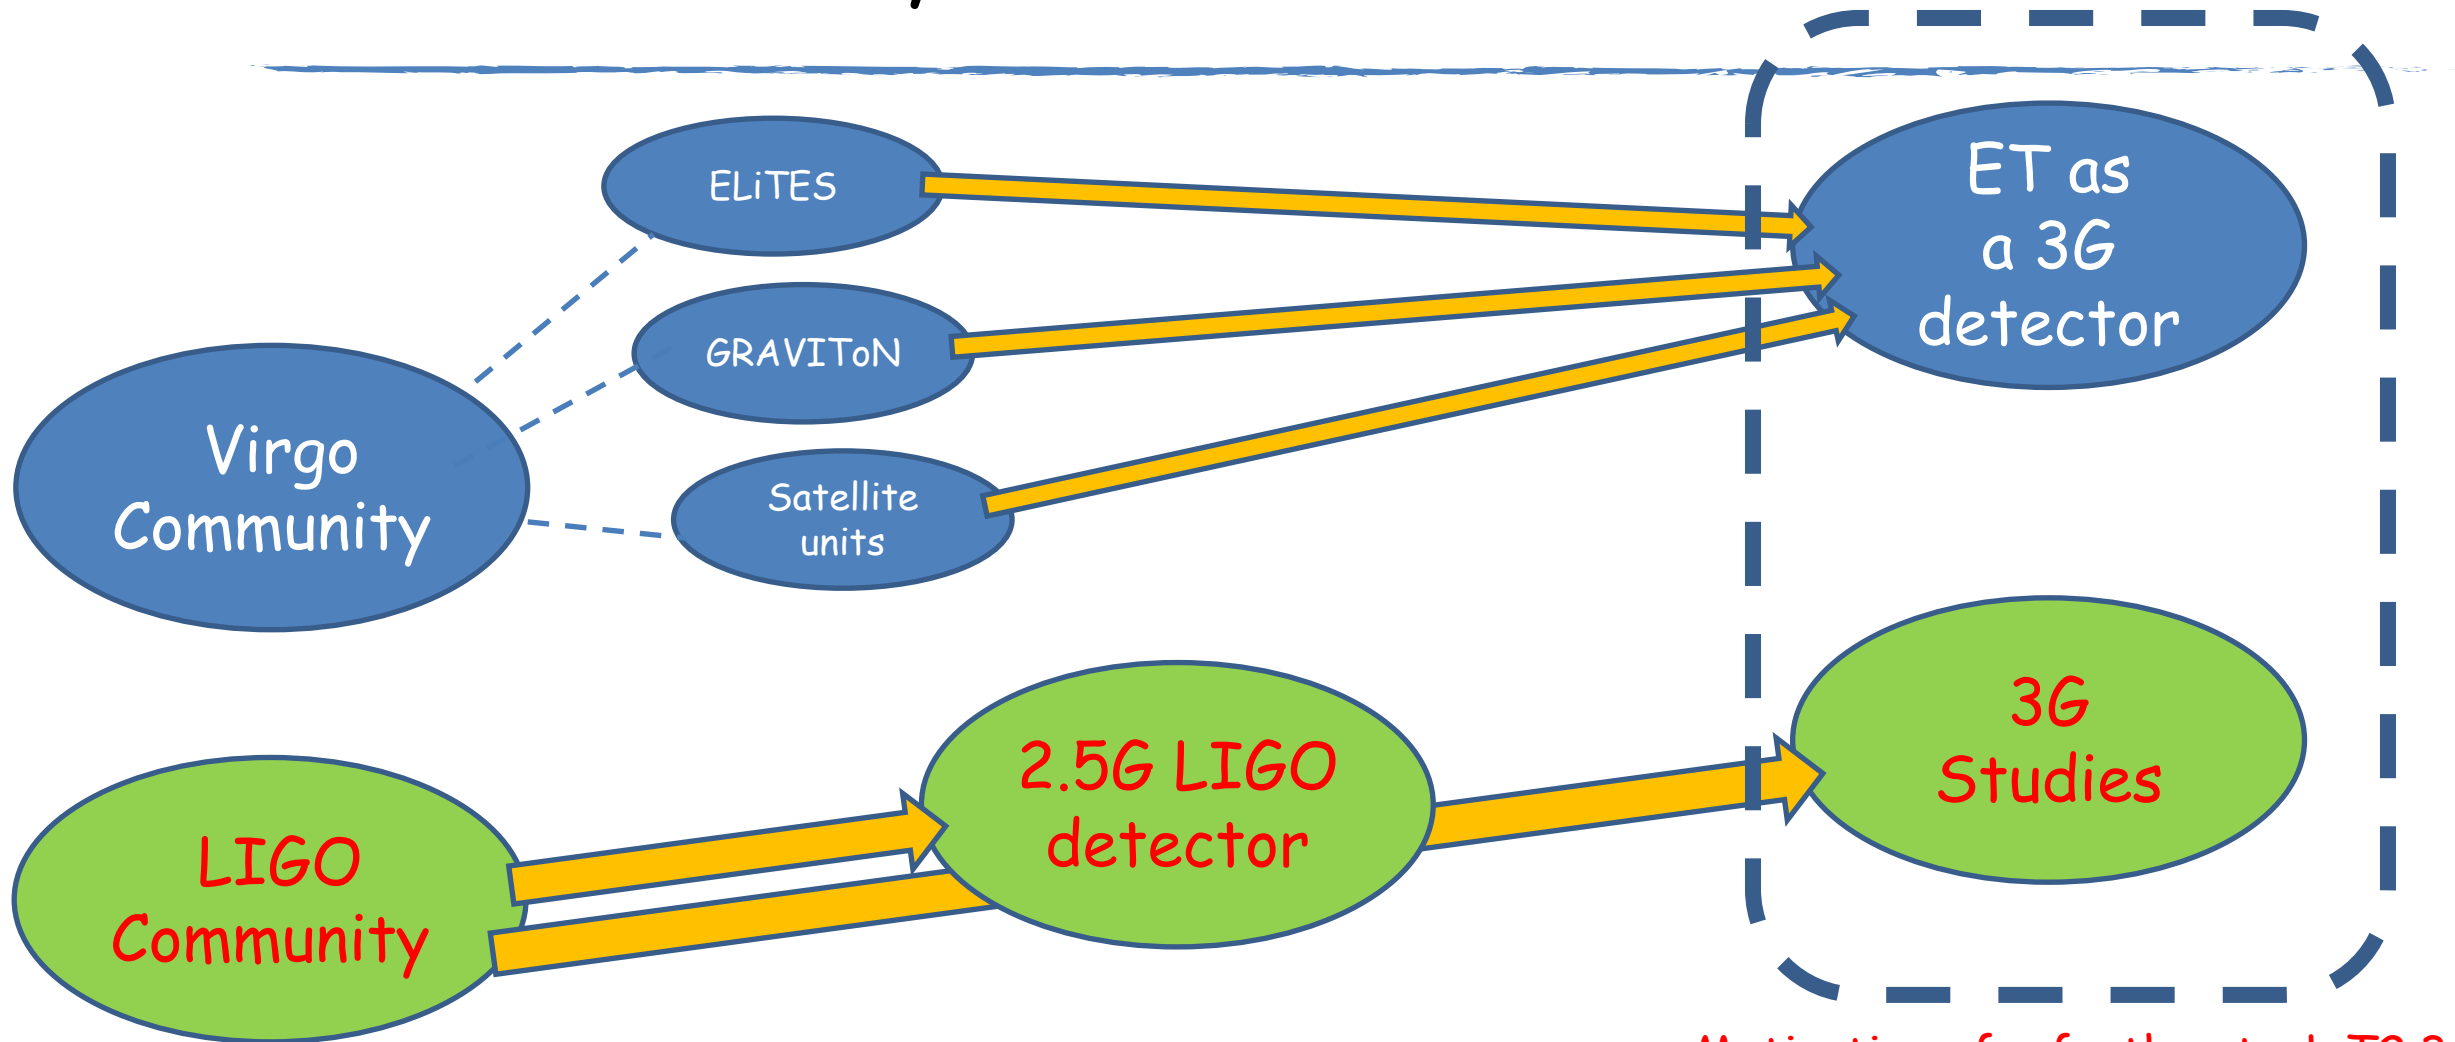 ELiTES
ET as
a 3G
detector
GRAVIToN
Virgo
Community
Satellite
units
2.5G LIGO
detector
3G
Studies
LIGO
Community